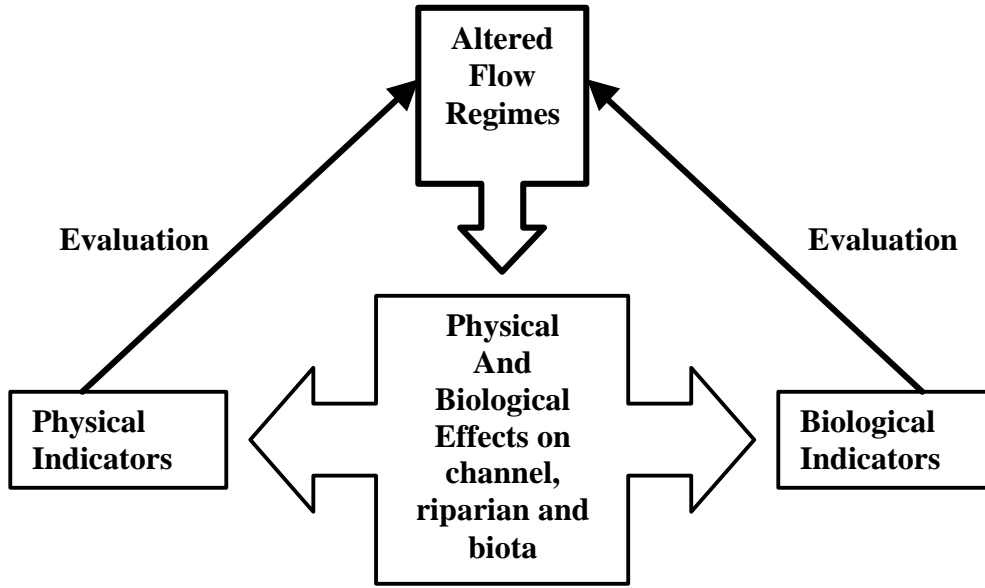 Altered
Flow
Regimes
Evaluation
Evaluation
Physical
And
Biological
Effects on
channel,
riparian and
biota
Physical
Indicators
Biological
Indicators